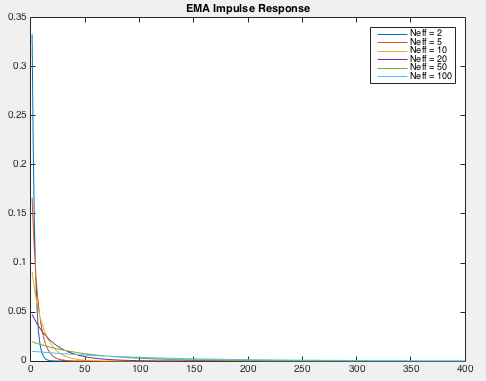 EMA Impulse Response
0.35
0.3
0.25
0.2
0.15
0.1
0.05
0
0 50 100 150 200 250 300 350 400
Neff = 2
Neff = 5
Neff = 10
Neff = 20
Neff = 50
Neff = 100